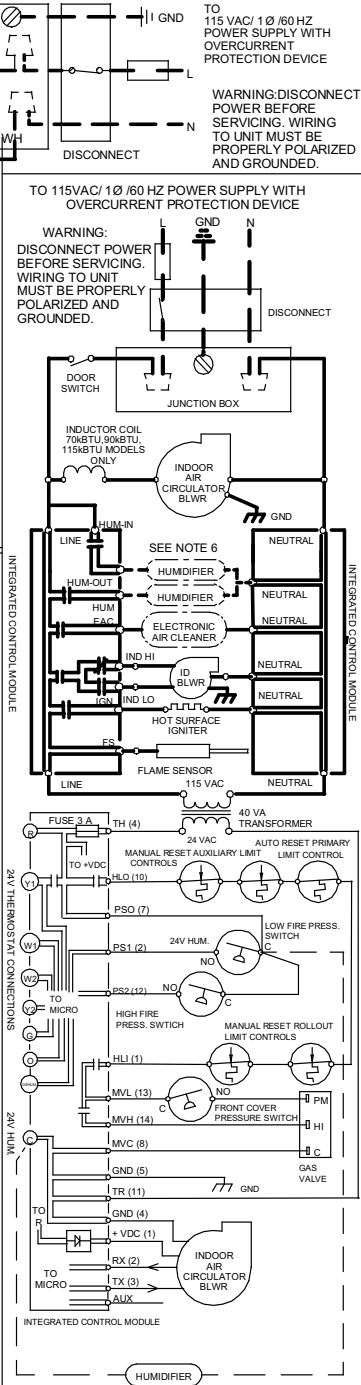 GND
TO
115 VAC/ 1Ø /60 HZ
POWER SUPPLY WITH
OVERCURRENT
PROTECTION DEVICE
L
N
WH
DISCONNECT
WARNING:DISCONNECT
POWER BEFORE
SERVICING. WIRING
TO UNIT MUST BE
PROPERLY POLARIZED
AND GROUNDED.
TO 115VAC/ 1Ø /60 HZ POWER SUPPLY WITH
OVERCURRENT PROTECTION DEVICE
WARNING:
DISCONNECT POWER
BEFORE SERVICING.
WIRING TO UNIT
MUST BE PROPERLY
POLARIZED AND
GROUNDED.
L
GND
N
DISCONNECT
DOOR
SWITCH
JUNCTION BOX
INDUCTOR COIL
70kBTU,90kBTU,
115kBTU MODELS
ONLY
INDOOR
AIR
CIRCULATOR
BLWR
GND
HUM-IN
LINE
SEE NOTE 6
NEUTRAL
HUMIDIFIER
HUM-OUT
HUMIDIFIER
NEUTRAL
HUM
EAC
ELECTRONIC
AIR CLEANER
NEUTRAL
IND HI
ID
BLWR
NEUTRAL
IGN
IND LO
NEUTRAL
HOT SURFACE
IGNITER
FS
FLAME SENSOR
LINE
115 VAC
NEUTRAL
INTEGRATED CONTROL MODULE
INTEGRATED CONTROL MODULE
40 VA
TRANSFORMER
24 VAC
R
FUSE 3 A
TH (4)
TO +VDC
MANUAL RESET AUXILIARY LIMIT
CONTROLS
AUTO RESET PRIMARY
LIMIT CONTROL
Y1
HLO (10)
PSO (7)
LOW FIRE PRESS.
SWITCH
24V HUM.
C
NO
W1
PS1 (2)
W2
PS2 (12)
NO
C
Y2
TO
MICRO
HIGH FIRE
PRESS. SWTICH
G
O
24V THERMOSTAT CONNECTIONS
MANUAL RESET ROLLOUT
LIMIT CONTROLS
HLI (1)
MVL (13)
NO
C
PM
FRONT COVER
PRESSURE SWITCH
MVH (14)
HI
24V HUM.
C
MVC (8)
C
GAS
VALVE
GND (5)
GND
TR (11)
GND (4)
TO
R
+ VDC (1)
RX (2)
TO
MICRO
TX (3)
AUX
INDOOR
AIR
CIRCULATOR
BLWR
INTEGRATED CONTROL MODULE
HUMIDIFIER